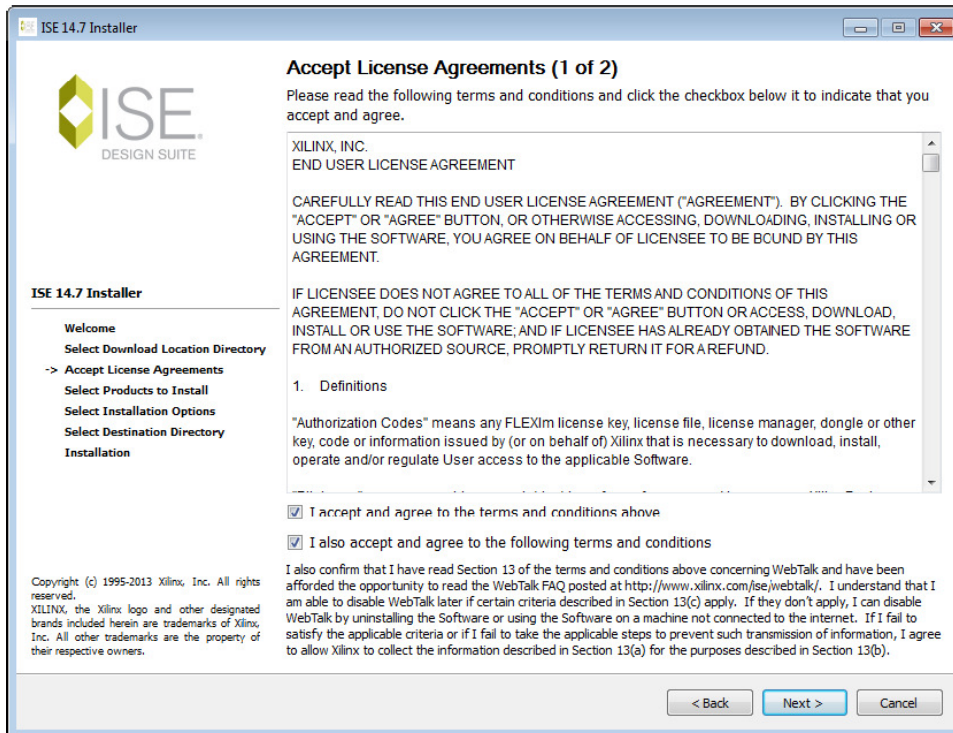 ISE 14.7 Installer
ISE
DESIGN SUITE
ISE 14.7 Installer
Welcome
Select Download Location Directory
-> Accept License Agreements
Select Products to Install
Select Installation Options
Select Destination Directory
Installation
Copyright (c) 1995-2013 Xilinx, Inc. All rights
reserved.
XILINX, the Xilinx logo and other designated
brands included herein are trademarks of Xilinx,
Inc. All other trademarks are the property of
their respective owners.
Accept License Agreements (1 of 2)
Please read the following terms and conditions and click the checkbox below it to indicate that you
accept and agree.
XILINX, INC.
END USER LICENSE AGREEMENT
CAREFULLY READ THIS END USER LICENSE AGREEMENT ("AGREEMENT"). BY CLICKING THE
"ACCEPT" OR "AGREE" BUTTON, OR OTHERWISE ACCESSING, DOWNLOADING, INSTALLING OR
USING THE SOFTWARE, YOU AGREE ON BEHALF OF LICENSEE TO BE BOUND BY THIS
AGREEMENT.
IF LICENSEE DOES NOT AGREE TO ALL OF THE TERMS AND CONDITIONS OF THIS
AGREEMENT, DO NOT CLICK THE "ACCEPT" OR "AGREE" BUTTON OR ACCESS, DOWNLOAD,
INSTALL OR USE THE SOFTWARE; AND IF LICENSEE HAS ALREADY OBTAINED THE SOFTWARE
FROM AN AUTHORIZED SOURCE, PROMPTLY RETURN IT FOR A REFUND.
1. Definitions
"Authorization Codes" means any FLEXlm license key, license file, license manager, dongle or other
key, code or information issued by (or on behalf of) Xilinx that is necessary to download, install,
operate and/or regulate User access to the applicable Software.
I accept and agree to the terms and conditions above
I also accept and agree to the following terms and conditions
I also confirm that I have read Section 13 of the terms and conditions above concerning WebTalk and have been
afforded the opportunity to read the WebTalk FAQ posted at http://www.xilinx.com/ise/webtalk/. I understand that I
am able to disable WebTalk later if certain criteria described in Section 13(c) apply. If they don't apply, I can disable
WebTalk by uninstalling the Software or using the Software on a machine not connected to the internet. If I fail to
satisfy the applicable criteria or if I fail to take the applicable steps to prevent such transmission of information, I agree
to allow Xilinx to collect the information described in Section 13(a) for the purposes described in Section 13(b).
< Back
Next >
Cancel